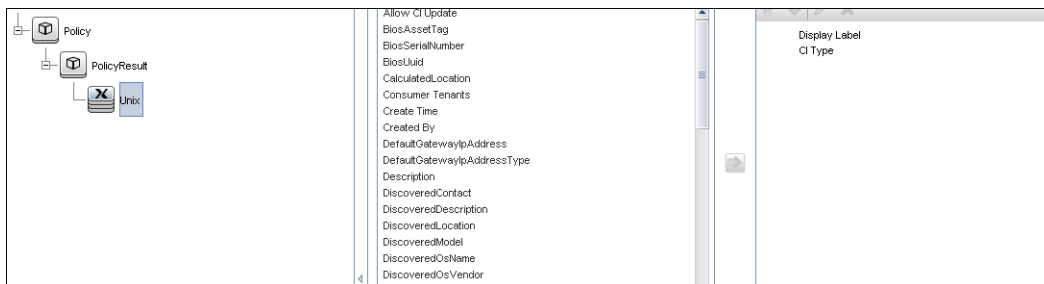 Policy
PolicyResult
Unix
Allow CI Update
BiosAssetTag
BiosSerialNumber
BiosUuid
CalculatedLocation
Consumer Tenants
Create Time
Created By
DefaultGatewayIpAddress
DefaultGatewayIpAddressType
Description
DiscoveredContact
DiscoveredDescription
DiscoveredLocation
DiscoveredModel
DiscoveredOsName
DiscoveredOsVendor
Display Label
CI Type